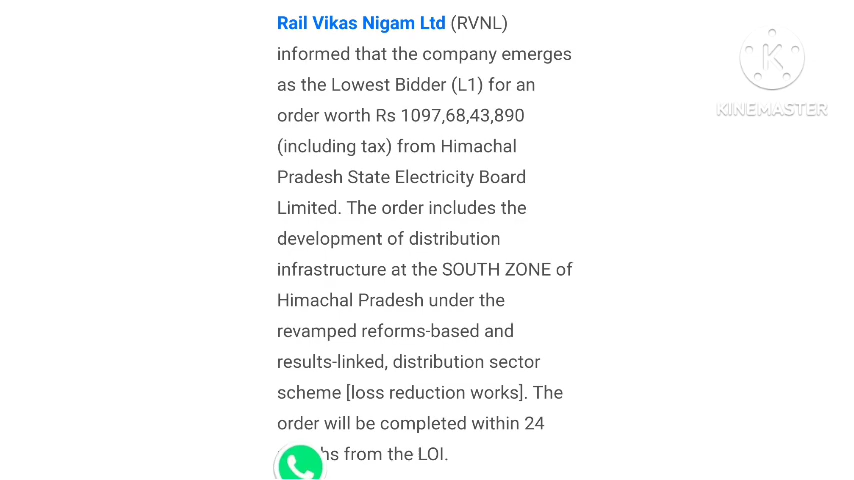 Rail Vikas Nigam Ltd (RVNL)
informed that the company emerges
as the Lowest Bidder (L1) for an
order worth Rs 1097,68,43,890
(including tax) from Himachal
Pradesh State Electricity Board
Limited. The order includes the
development of distribution
infrastructure at the SOUTH ZONE of
Himachal Pradesh under the
revamped reforms-based and
results-linked, distribution sector
scheme [loss reduction works]. The
order will be completed within 24
from the LOI.
KINEMASTER